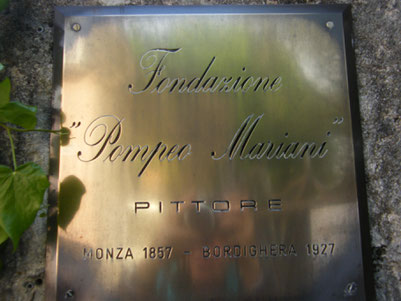 Fondazione
"Pompeo Mariani"
PITTORE
MONZA 1857 - BORDIGHERA 1927